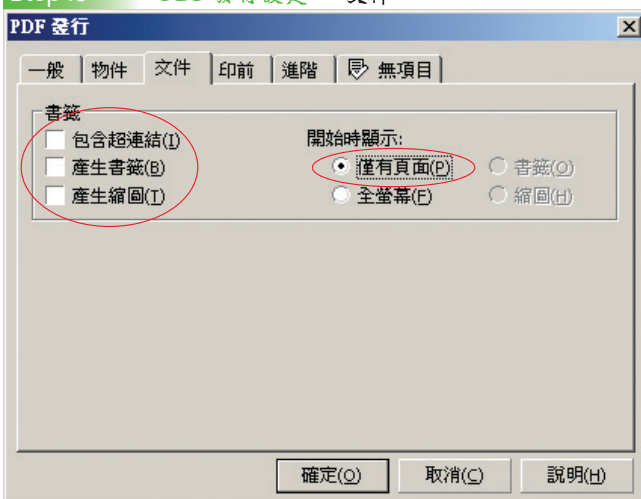 PDF 發行
一般 物件 文件 印前 進階 無項目
書籤
包含超連結(I)
產生書籤(B)
產生縮圖(T)
開始時顯示:
僅有頁面(P) 書籤(O)
全螢幕(F) 縮圖(H)
確定(O) 取消(C) 說明(H)